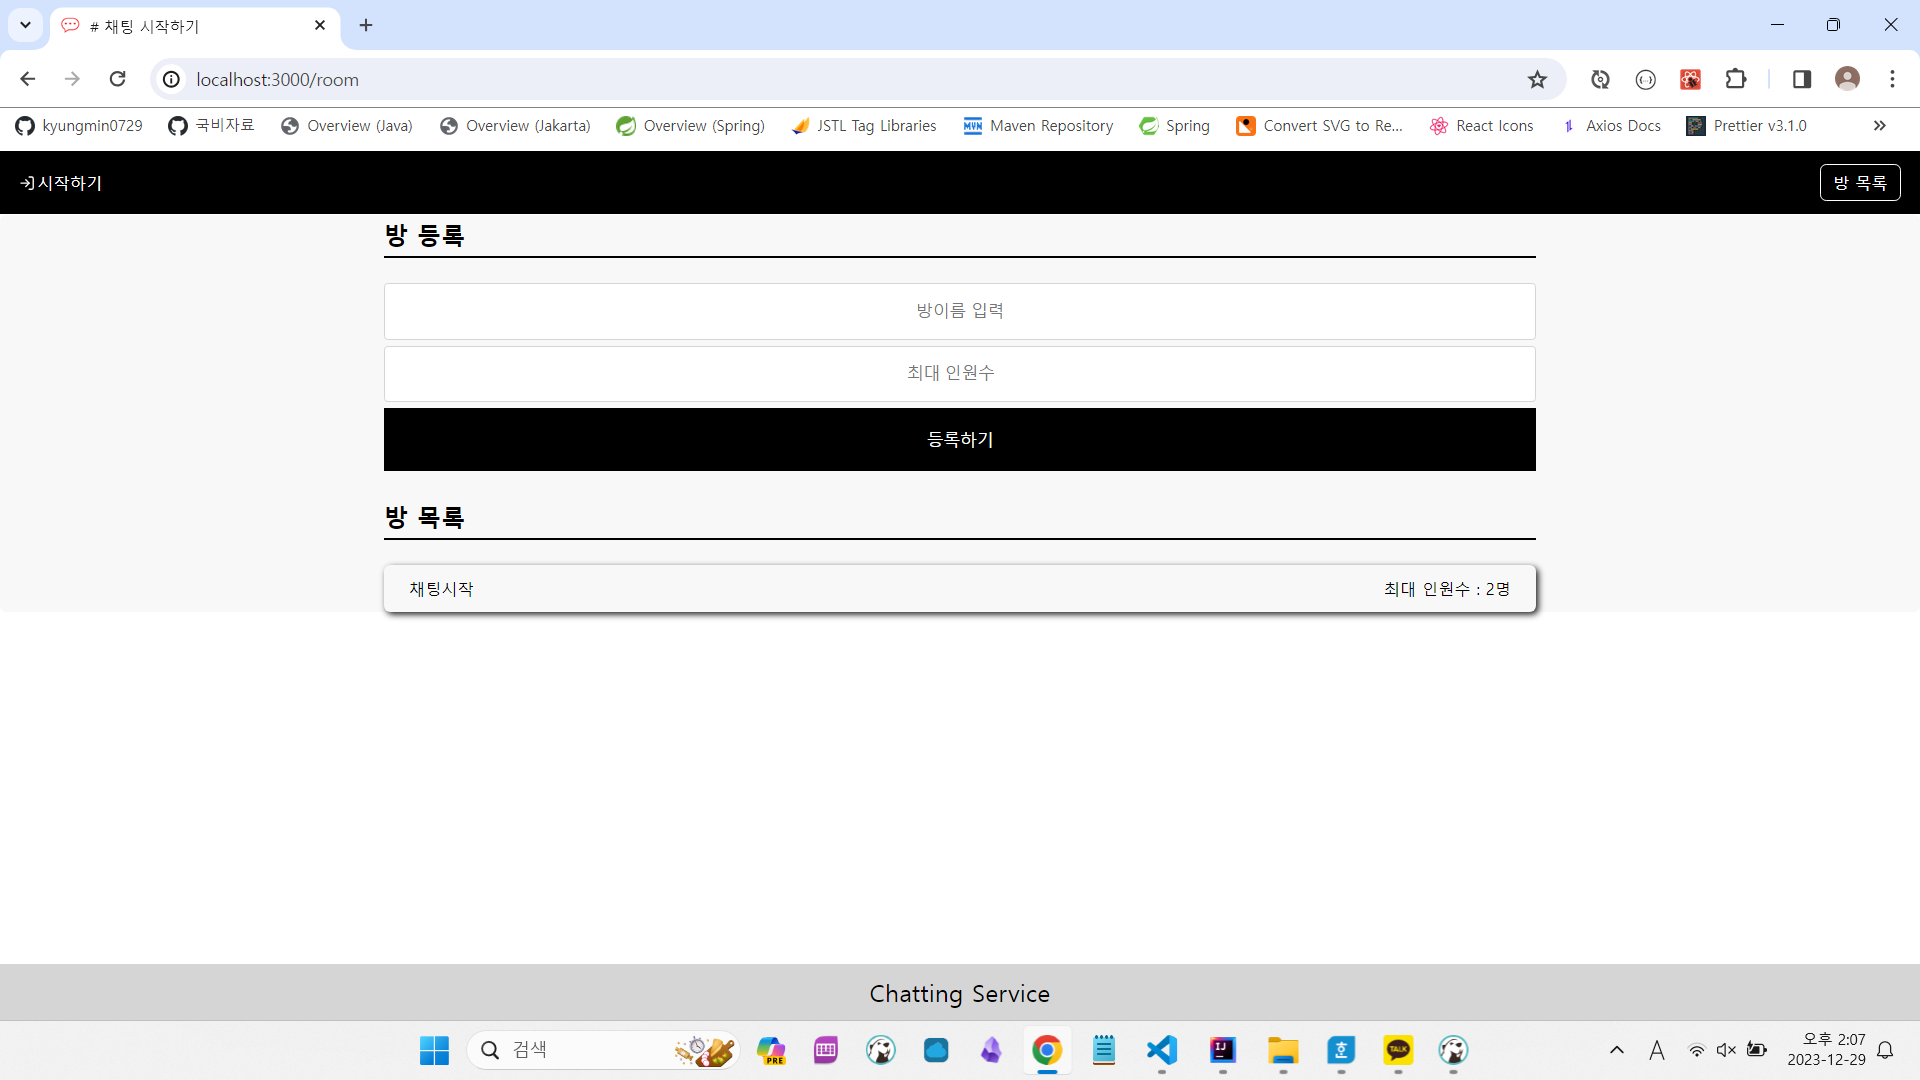 # 채팅 시작하기
localhost:3000/room
kyungmin0729 국비자료 Overview (Java) Overview (Jakarta) Overview (Spring) JSTL Tag Libraries Maven Repository Spring Convert SVG to Re... React Icons Axios Docs Prettier v3.1.0
시작하기 방 목록
방 등록
방이름 입력
최대 인원수
등록하기
방 목록
채팅시작 최대 인원수 : 2명
Chatting Service
검색 PRE IJ 호 TALK A 오후 2:07
2023-12-29